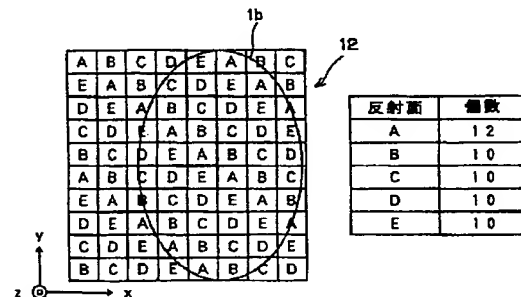 1b
12
A B C D E A B C
E A B C D E A B
D E A B C D E A
C D E A B C D E
B C D E A B C D
A B C D E A B C
E A B C D E A B
D E A B C D E A
C D E A B C D E
B C D E A B C D
反射面 個数
A 12
B 10
C 10
D 10
E 10
Y
Z X